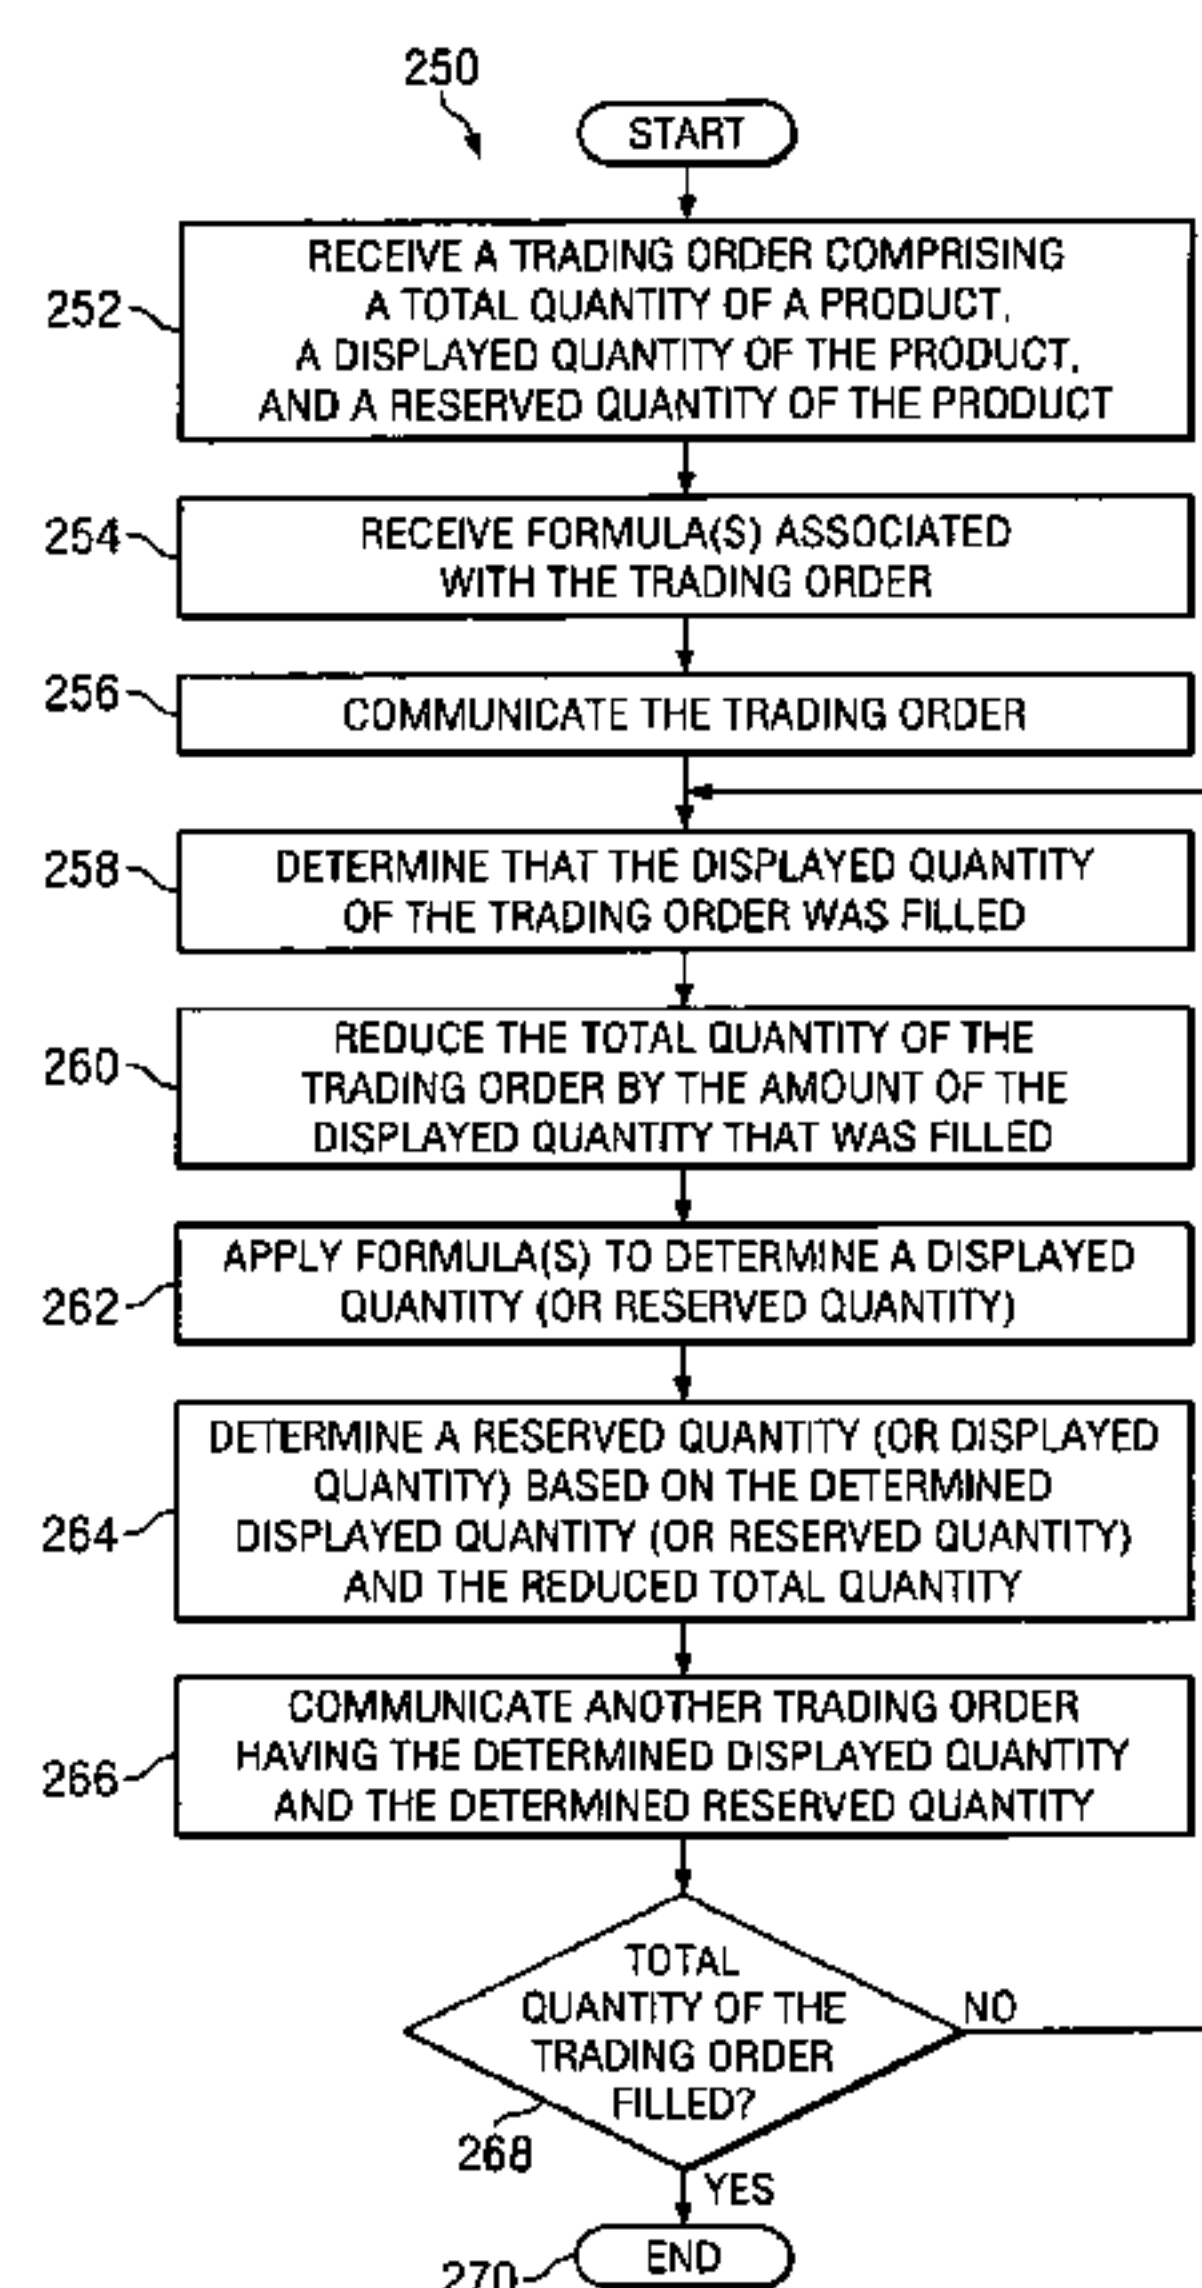 250
START
252
RECEIVE A TRADING ORDER COMPRISING
A TOTAL QUANTITY OF A PRODUCT,
A DISPLAYED QUANTITY OF THE PRODUCT,
AND A RESERVED QUANTITY OF THE PRODUCT
254
RECEIVE FORMULA(S) ASSOCIATED
WITH THE TRADING ORDER
256
COMMUNICATE THE TRADING ORDER
258
DETERMINE THAT THE DISPLAYED QUANTITY
OF THE TRADING ORDER WAS FILLED
260
REDUCE THE TOTAL QUANTITY OF THE
TRADING ORDER BY THE AMOUNT OF THE
DISPLAYED QUANTITY THAT WAS FILLED
262
APPLY FORMULA(S) TO DETERMINE A DISPLAYED
QUANTITY (OR RESERVED QUANTITY)
264
DETERMINE A RESERVED QUANTITY (OR DISPLAYED
QUANTITY) BASED ON THE DETERMINED
DISPLAYED QUANTITY (OR RESERVED QUANTITY)
AND THE REDUCED TOTAL QUANTITY
266
COMMUNICATE ANOTHER TRADING ORDER
HAVING THE DETERMINED DISPLAYED QUANTITY
AND THE DETERMINED RESERVED QUANTITY
TOTAL
QUANTITY OF THE
TRADING ORDER
FILLED?
NO
268
YES
END
270